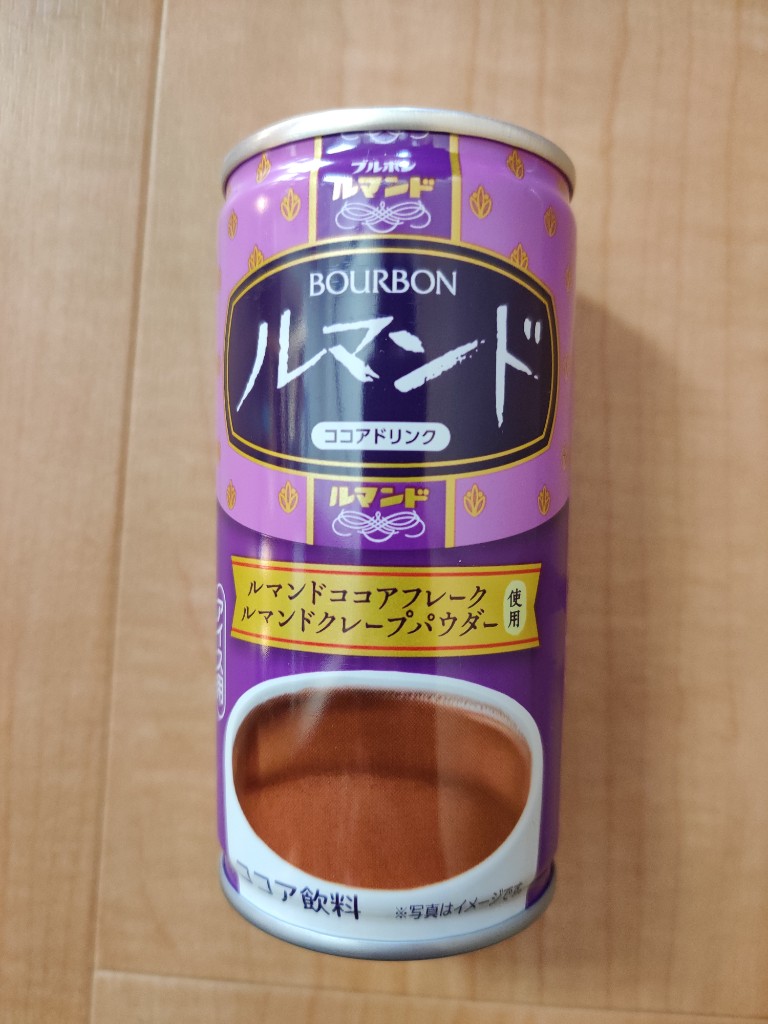 ブルボン
ルマンド
BOURBON
ルマンド
ココアドリンク
ルマンド
ルマンドココアフレーク
ルマンドクレープパウダー
使用
ココア飲料
※写真はイメージです